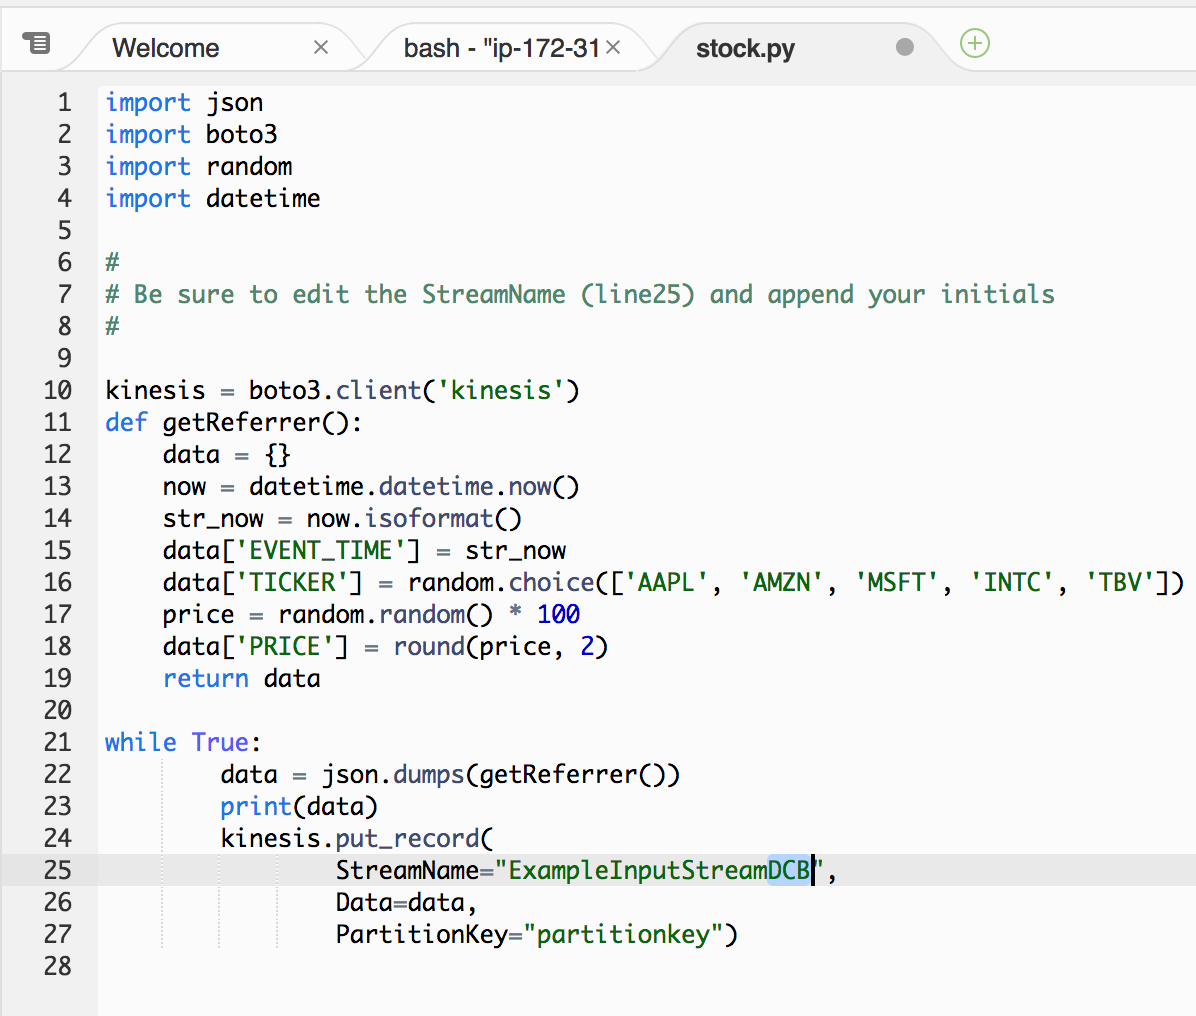 Welcome
bash - "ip-172-31
stock.py
1 import json
2 import boto3
3 import random
4 import datetime
5
6 #
7 # Be sure to edit the StreamName (line25) and append your initials
8 #
9
10 kinesis = boto3.client('kinesis')
11 def getReferrer():
12     data = {}
13     now = datetime.datetime.now()
14     str_now = now.isoformat()
15     data['EVENT_TIME'] = str_now
16     data['TICKER'] = random.choice(['AAPL', 'AMZN', 'MSFT', 'INTC', 'TBV'])
17     price = random.random() * 100
18     data['PRICE'] = round(price, 2)
19     return data
20
21 while True:
22         data = json.dumps(getReferrer())
23         print(data)
24         kinesis.put_record(
25                 StreamName="ExampleInputStreamDCB",
26                 Data=data,
27                 PartitionKey="partitionkey")
28